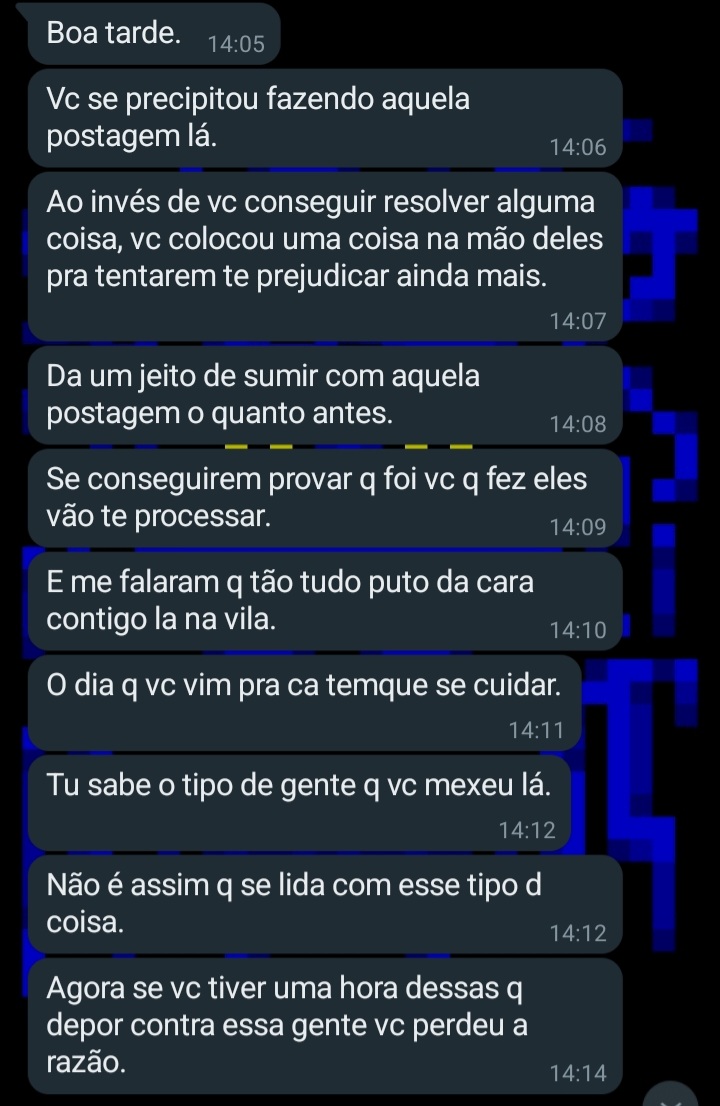 Boa tarde. 14:05
Vc se precipitou fazendo aquela
postagem lá. 14:06
Ao invés de vc conseguir resolver alguma
coisa, vc colocou uma coisa na mão deles
pra tentarem te prejudicar ainda mais.
14:07
Da um jeito de sumir com aquela
postagem o quanto antes. 14:08
Se conseguirem provar q foi vc q fez eles
vão te processar. 14:09
E me falaram q tão tudo puto da cara
contigo la na vila. 14:10
O dia q vc vim pra ca temque se cuidar.
14:11
Tu sabe o tipo de gente q vc mexeu lá.
14:12
Não é assim q se lida com esse tipo d
coisa. 14:12
Agora se vc tiver uma hora dessas q
depor contra essa gente vc perdeu a
razão. 14:14